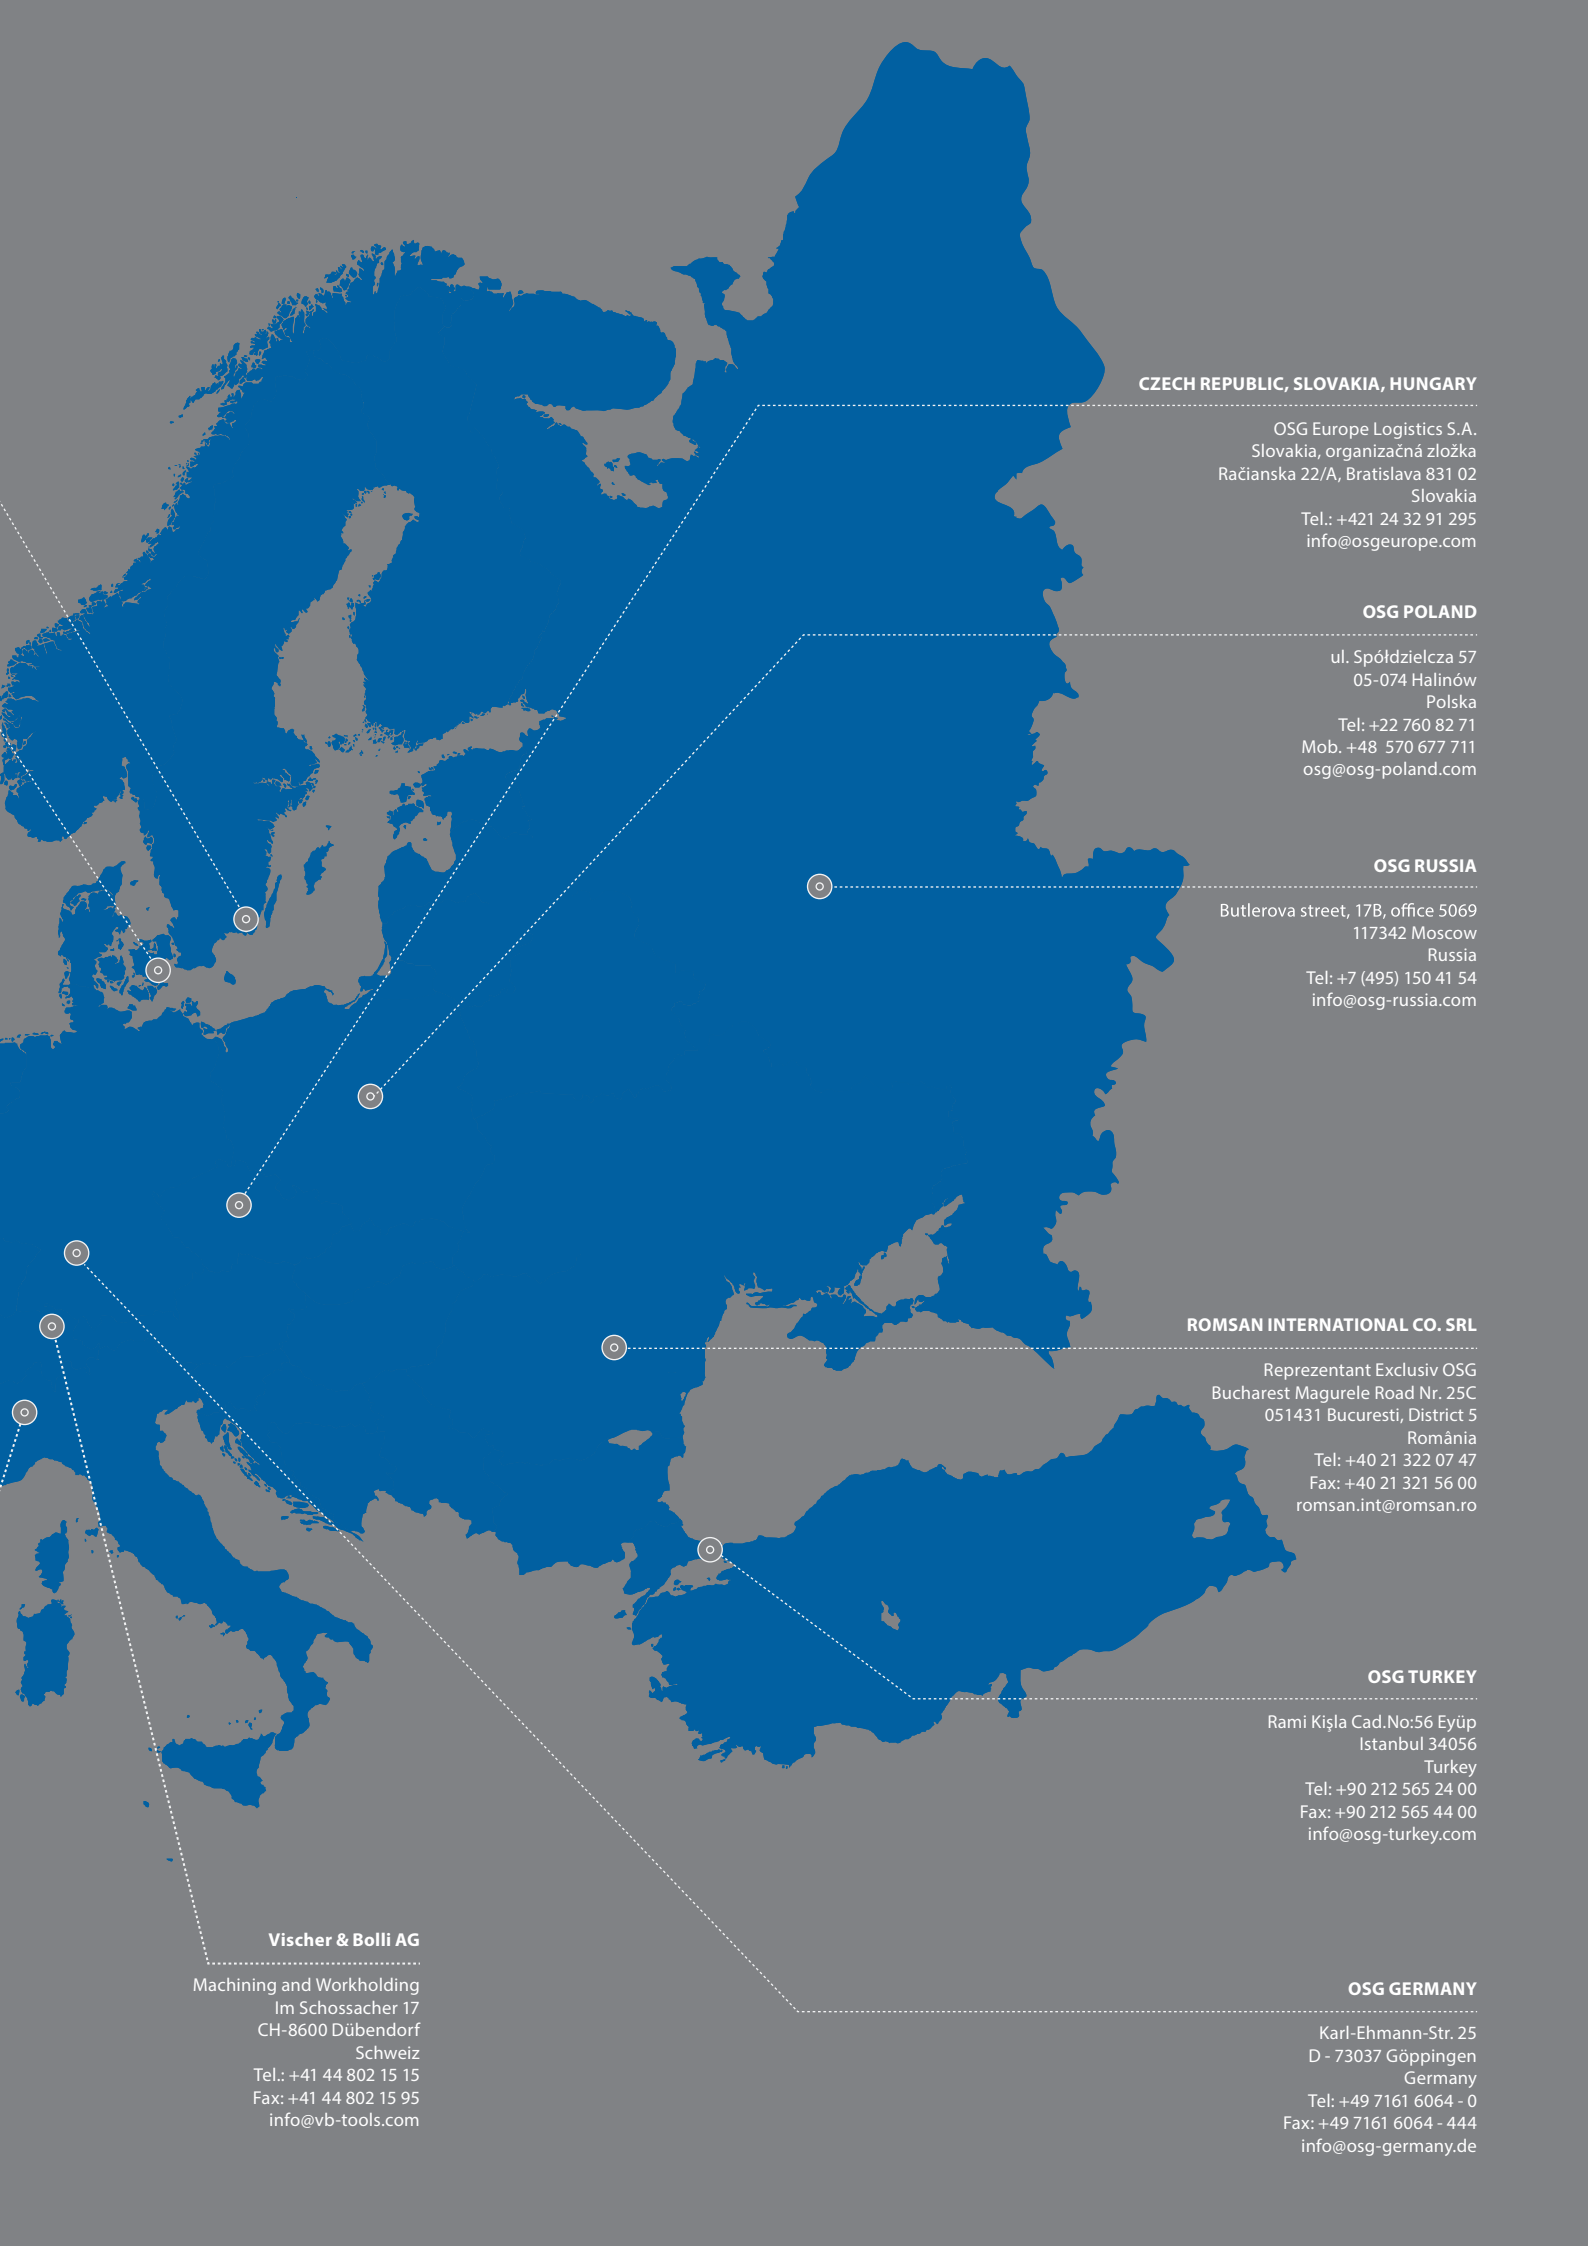 CZECH REPUBLIC, SLOVAKIA, HUNGARY
OSG Europe Logistics S.A.
Slovakia, organizačná zložka
Račianska 22/A, Bratislava 831 02
Slovakia
Tel.: +421 24 32 91 295
info@osgeurope.com
OSG POLAND
ul. Spółdzielcza 57
05-074 Halinów
Polska
Tel: +22 760 82 71
Mob. +48 570 677 711
osg@osg-poland.com
OSG RUSSIA
Butlerova street, 17B, office 5069
117342 Moscow
Russia
Tel: +7 (495) 150 41 54
info@osg-russia.com
ROMSAN INTERNATIONAL CO. SRL
Reprezentant Exclusiv OSG
Bucharest Magurele Road Nr. 25C
051431 Bucuresti, District 5
România
Tel: +40 21 322 07 47
Fax: +40 21 321 56 00
romsan.int@romsan.ro
OSG TURKEY
Rami Kişla Cad.No:56 Eyüp
Istanbul 34056
Turkey
Tel: +90 212 565 24 00
Fax: +90 212 565 44 00
info@osg-turkey.com
Vischer & Bolli AG
Machining and Workholding
Im Schossacher 17
CH-8600 Dübendorf
Schweiz
Tel.: +41 44 802 15 15
Fax: +41 44 802 15 95
info@vb-tools.com
OSG GERMANY
Karl-Ehmann-Str. 25
D - 73037 Göppingen
Germany
Tel: +49 7161 6064 - 0
Fax: +49 7161 6064 - 444
info@osg-germany.de